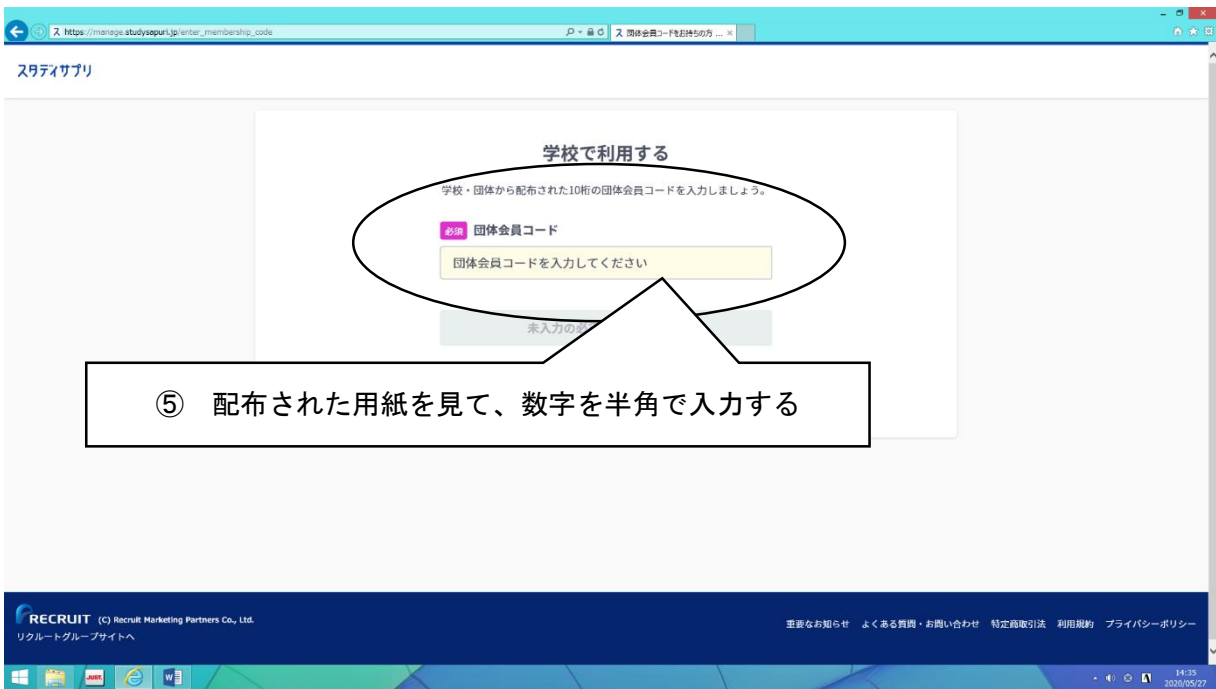 https://manage.studysapuri.jp/enter_membership_code
団体会員コードをお持ちの方 ...
スタディサプリ
学校で利用する
学校・団体から配布された10桁の団体会員コードを入力しましょう。
必須 団体会員コード
団体会員コードを入力してください
未入力の必
⑤ 配布された用紙を見て、数字を半角で入力する
RECRUIT (C) Recruit Marketing Partners Co., Ltd.
リクルートグループサイトへ
重要なお知らせ よくある質問・お問い合わせ 特定商取引法 利用規約 プライバシーポリシー
JUST.
14:35
2020/05/27